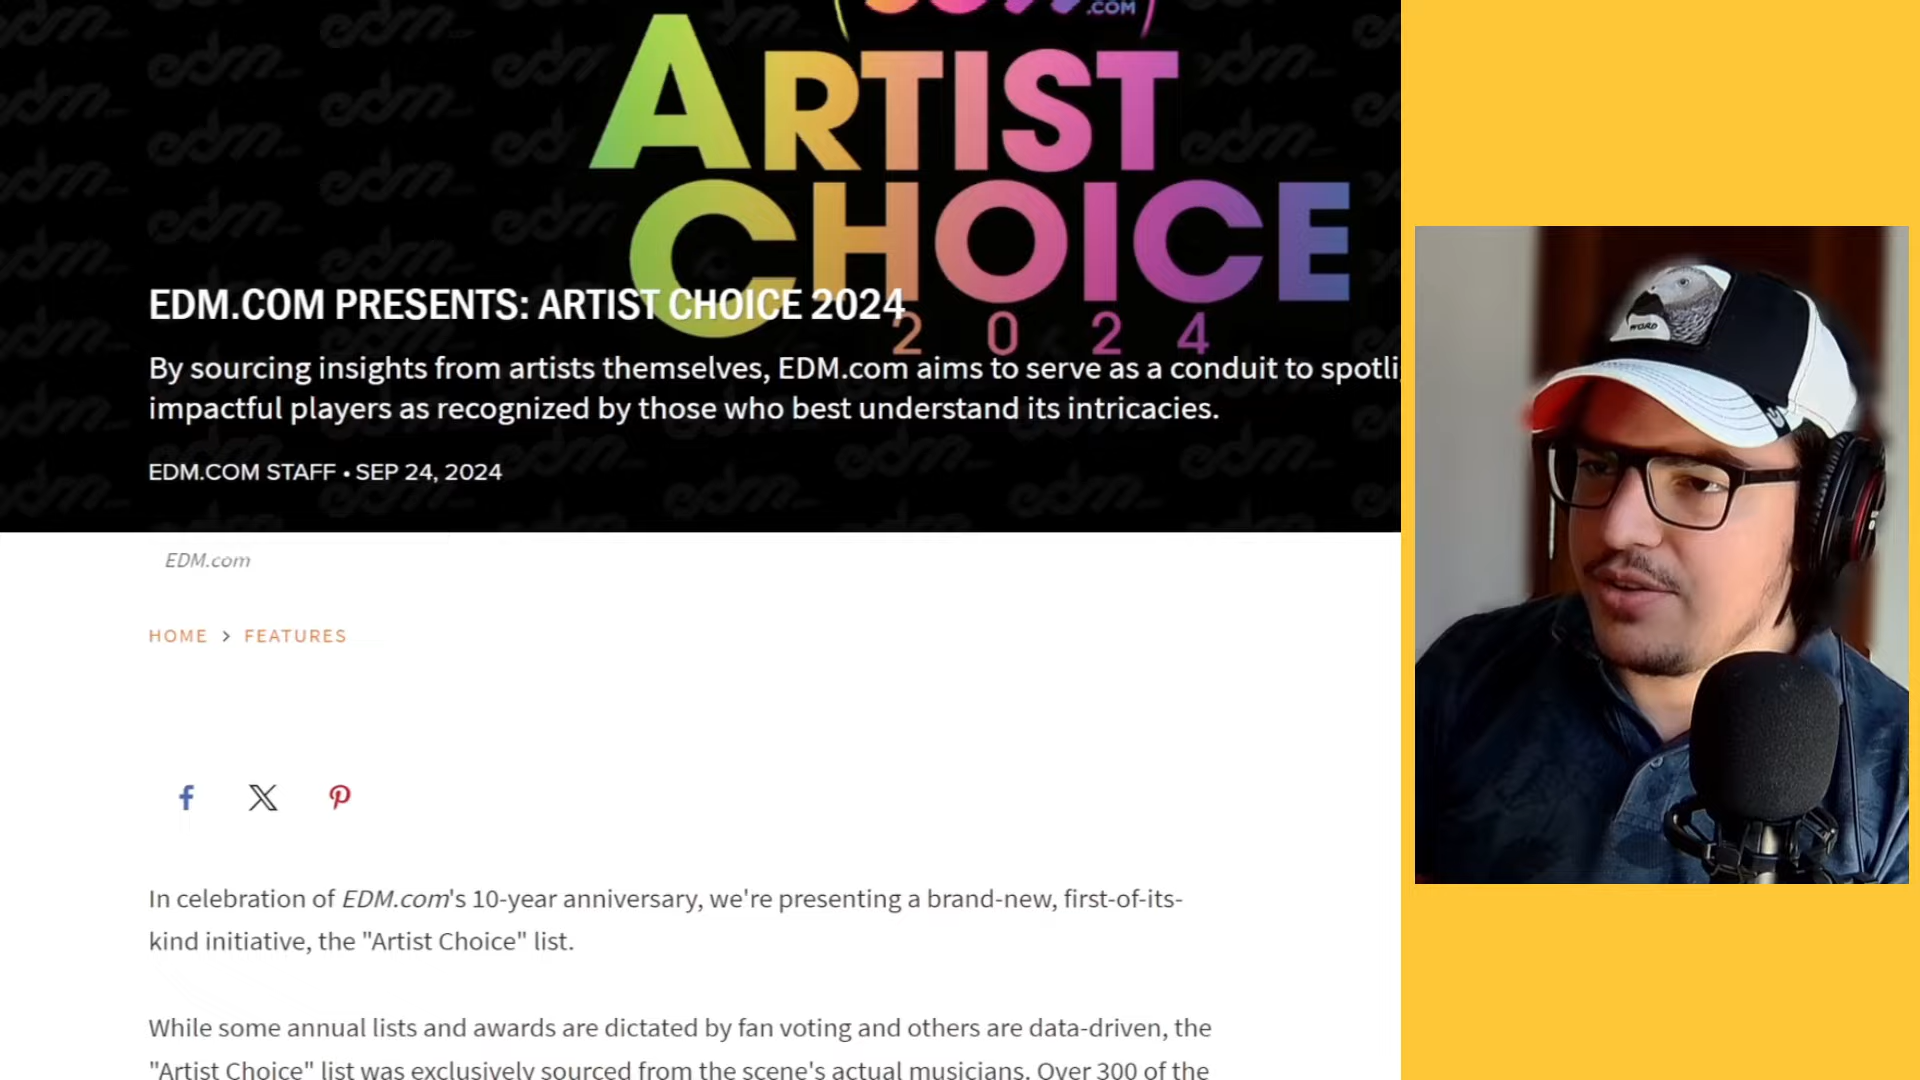 .COM
ARTIST
CHOICE
2024
EDM.COM PRESENTS: ARTIST CHOICE 2024
By sourcing insights from artists themselves, EDM.com aims to serve as a conduit to
impactful players as recognized by those who best understand its intricacies.
EDM.COM STAFF • SEP 24, 2024
EDM.com
HOME > FEATURES
WORD
In celebration of EDM.com's 10-year anniversary, we're presenting a brand-new, first-of-its-
kind initiative, the "Artist Choice" list.
While some annual lists and awards are dictated by fan voting and others are data-driven, the
"Artist Choice" list was exclusively sourced from the scene's actual musicians. Over 300 of the